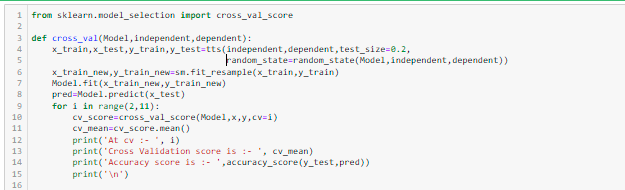 1 from sklearn.model_selection import cross_val_score
2
3 def cross_val(Model,independent,dependent):
4     x_train,x_test,y_train,y_test=tts(independent,dependent,test_size=0.2,
5                                       random_state=random_state(Model,independent,dependent))
6     x_train_new,y_train_new=sm.fit_resample(x_train,y_train)
7     Model.fit(x_train_new,y_train_new)
8     pred=Model.predict(x_test)
9     for i in range(2,11):
10         cv_score=cross_val_score(Model,x,y,cv=i)
11         cv_mean=cv_score.mean()
12         print('At cv :- ', i)
13         print('Cross Validation score is :- ', cv_mean)
14         print('Accuracy score is :- ',accuracy_score(y_test,pred))
15         print('\n')
16